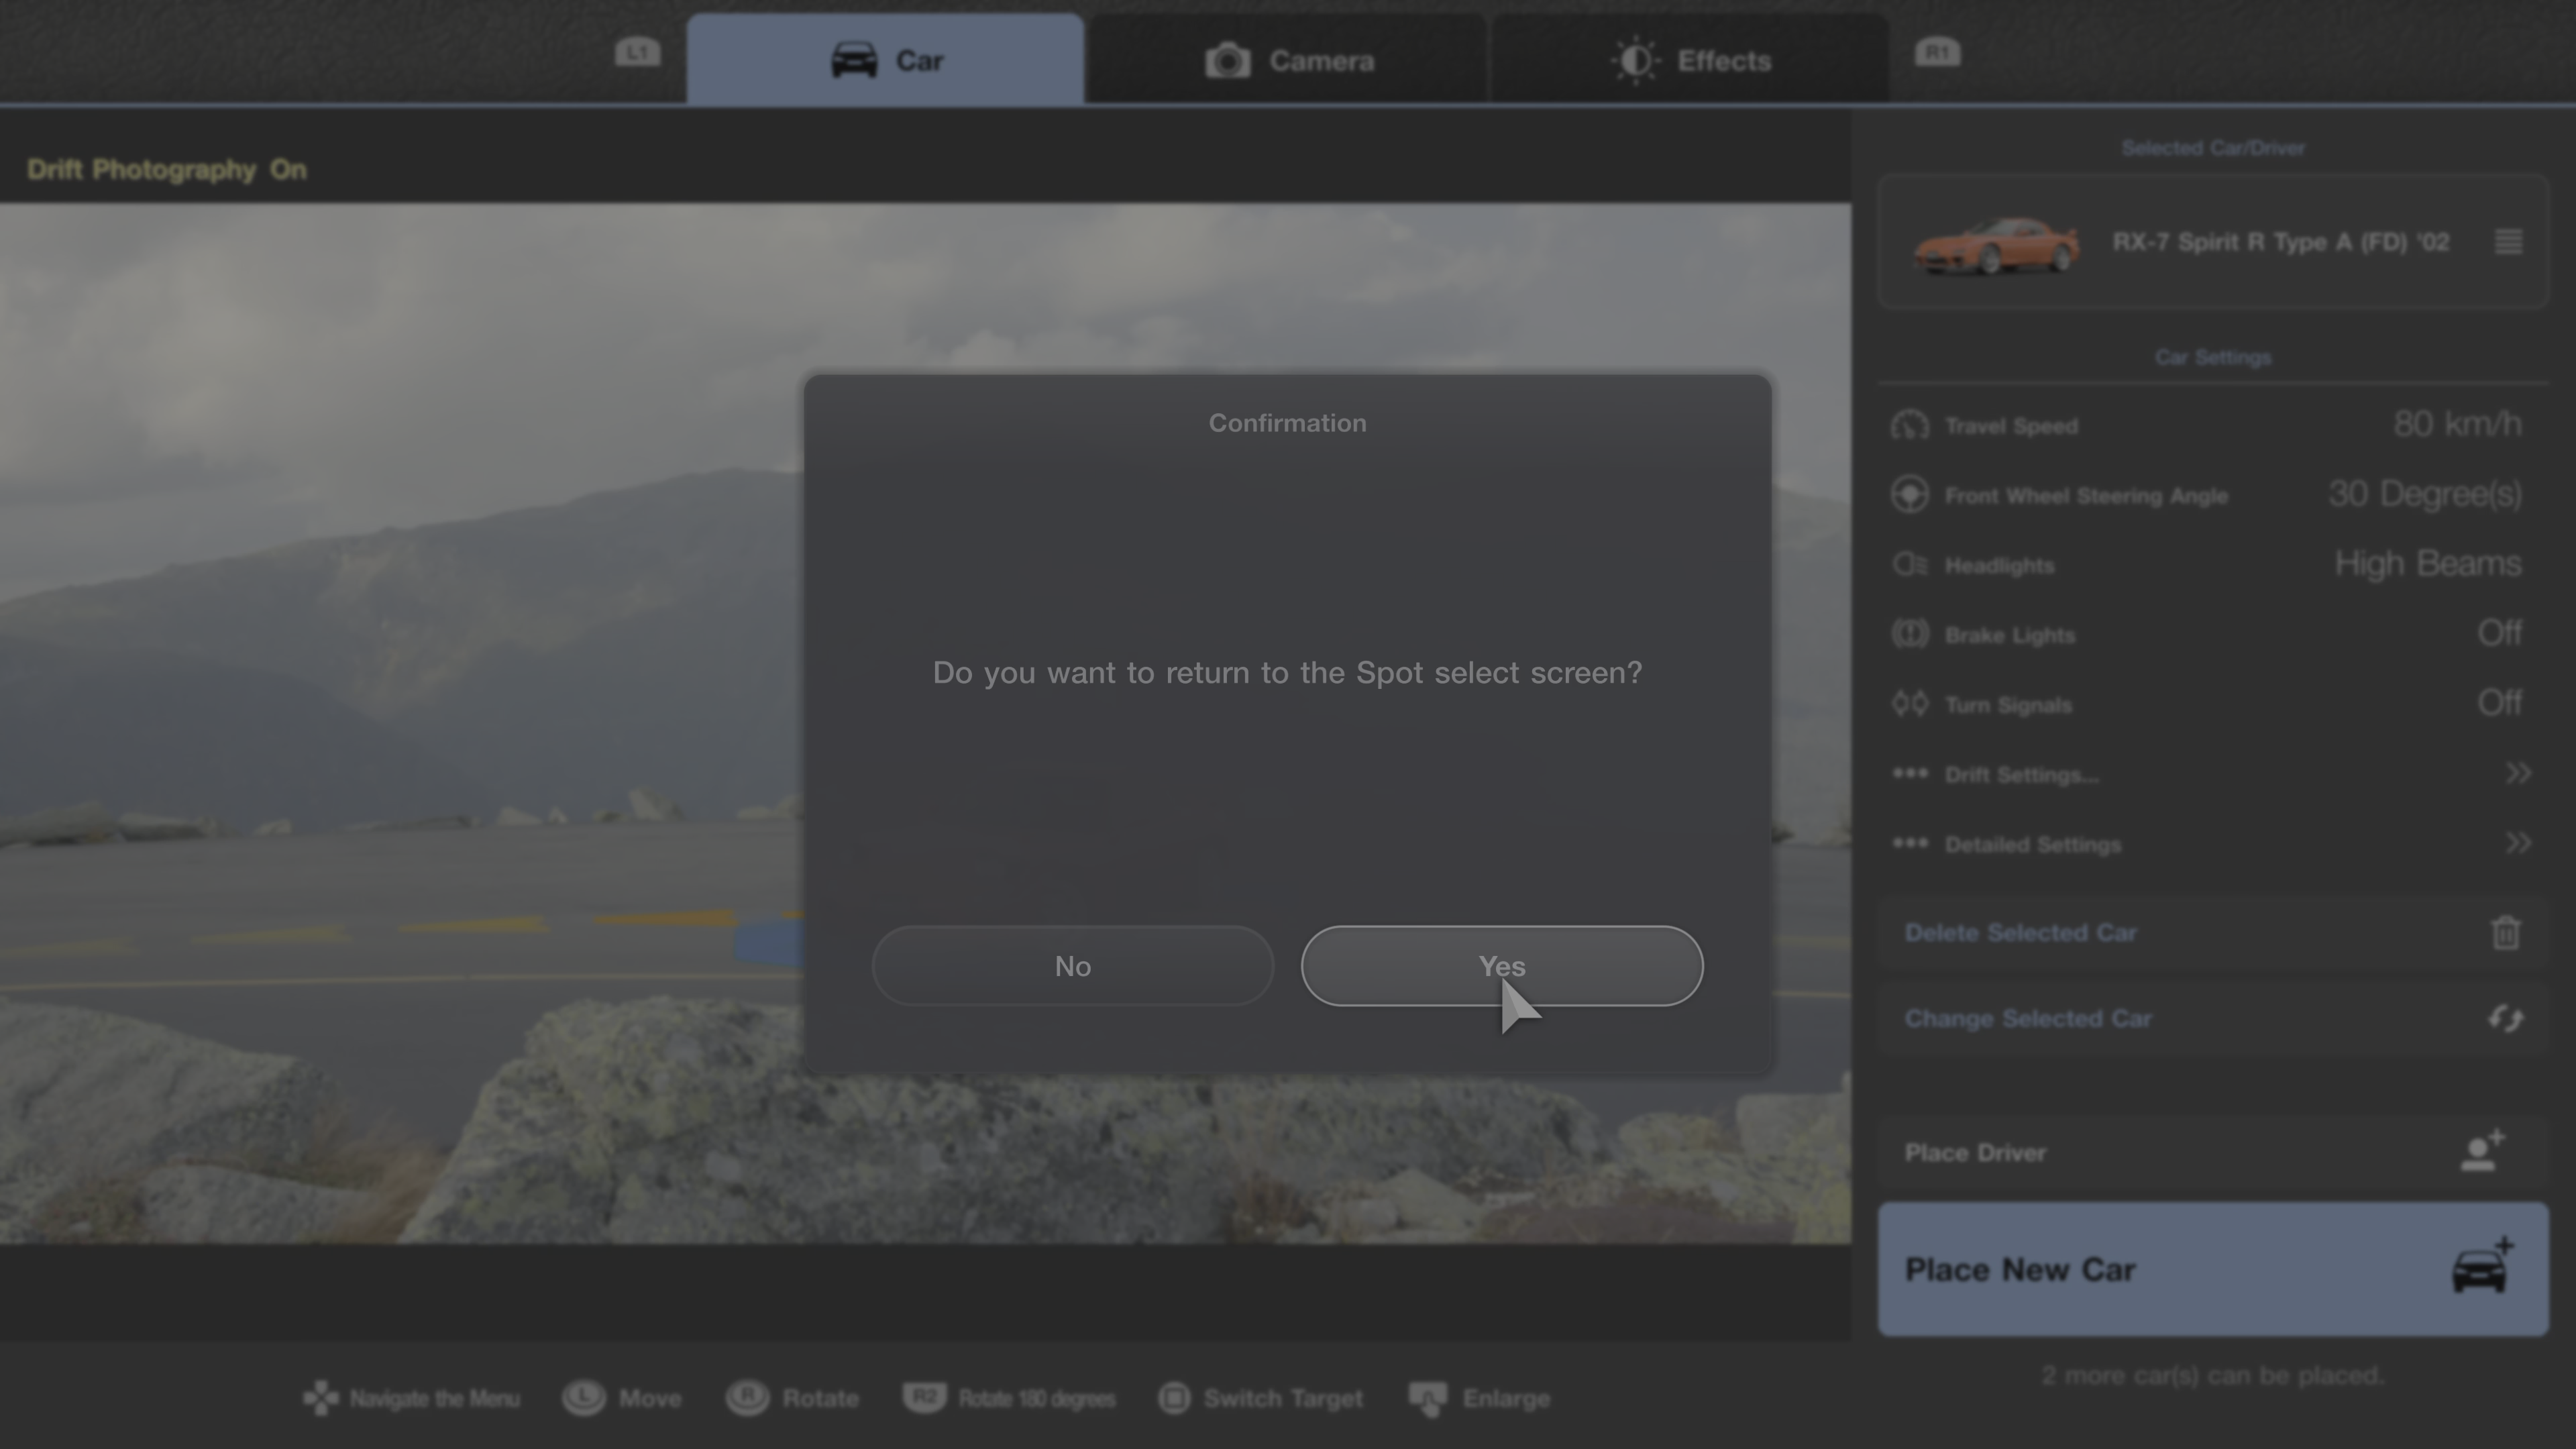 L1
Car
Camera
Effects
R1
Drift Photography On
Selected Car/Driver
RX-7 Spirit R Type A (FD) '02
Car Settings
Travel Speed 80 km/h
Front Wheel Steering Angle 30 Degree(s)
Headlights High Beams
Brake Lights Off
Turn Signals Off
Drift Settings...
Detailed Settings
Delete Selected Car
Change Selected Car
Place Driver
Place New Car
2 more car(s) can be placed.
Confirmation
Do you want to return to the Spot select screen?
No
Yes
Navigate the Menu
L Move
R Rotate
R2 Rotate 180 degrees
Switch Target
Enlarge